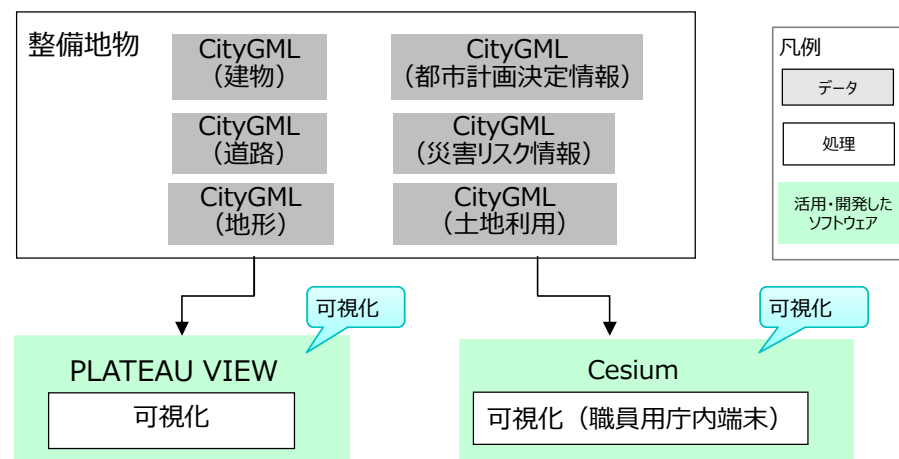 整備地物
CityGML
（建物）
CityGML
（都市計画決定情報）
CityGML
（道路）
CityGML
（災害リスク情報）
CityGML
（地形）
CityGML
（土地利用）
凡例
データ
処理
活用・開発した
ソフトウェア
可視化
PLATEAU VIEW
可視化
可視化
Cesium
可視化（職員用庁内端末）